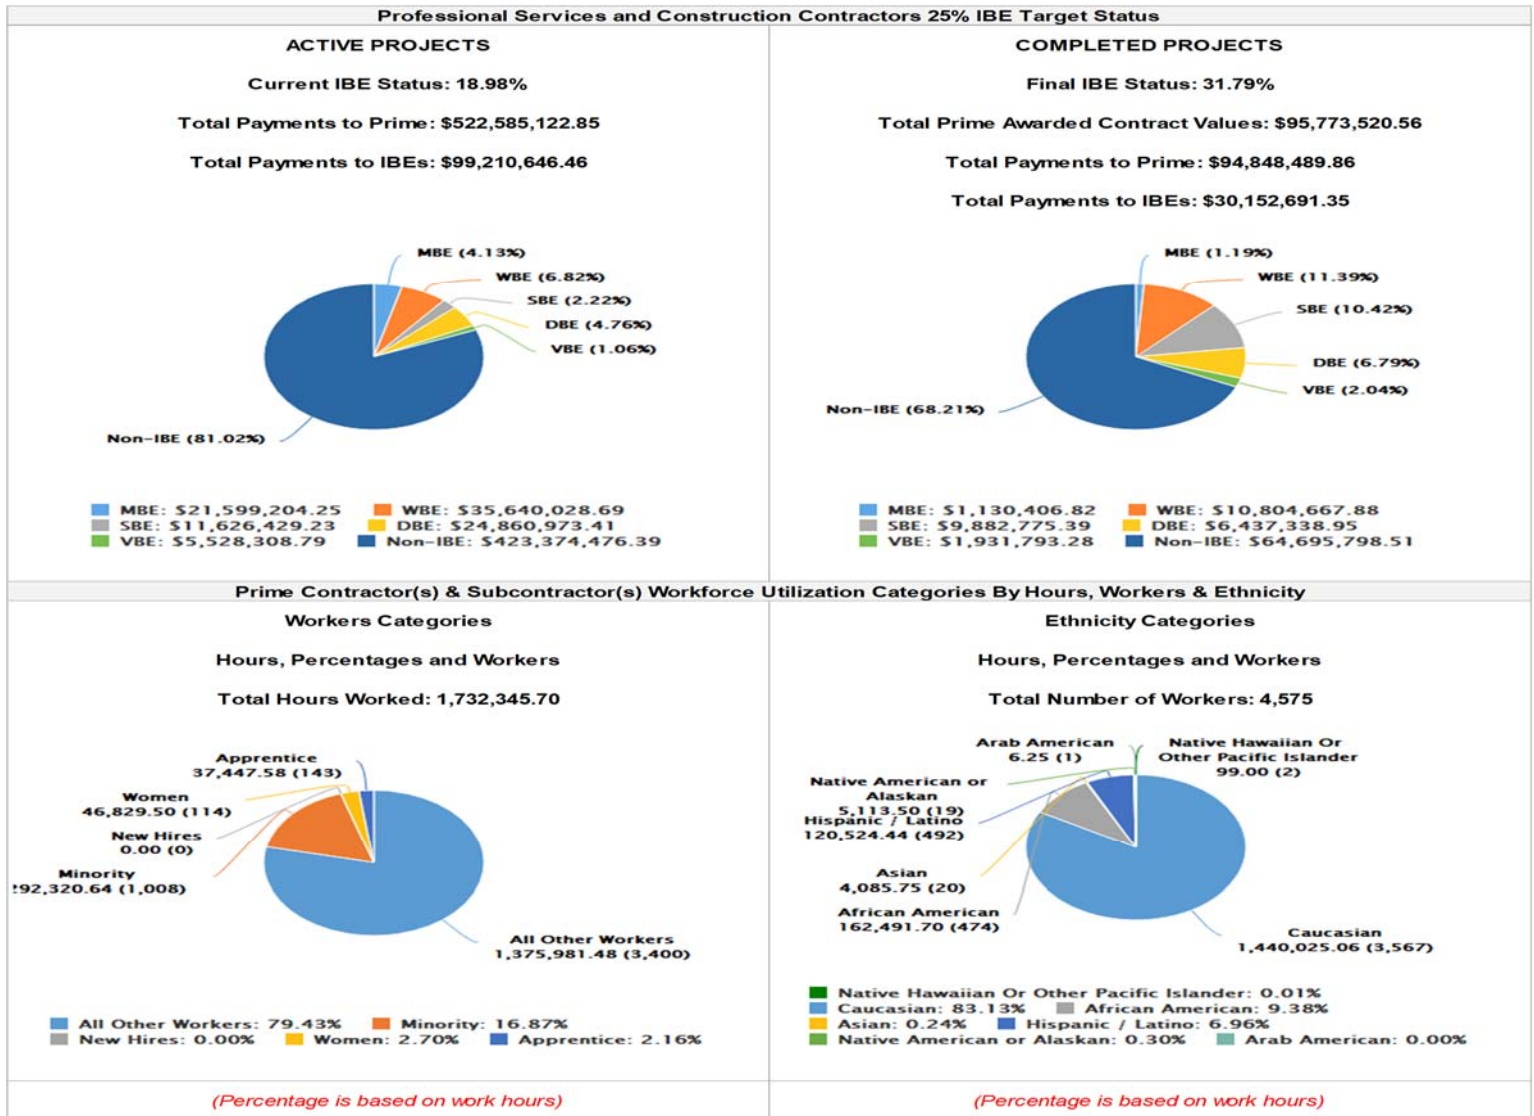 Professional Services and Construction Contractors 25% IBE Target Status
ACTIVE PROJECTS
Current IBE Status: 18.98%
Total Payments to Prime: $522,585,122.85
Total Payments to IBEs: $99,210,646.46
MBE (4.13%)
WBE (6.82%)
SBE (2.22%)
DBE (4.76%)
VBE (1.06%)
Non-IBE (81.02%)
MBE: $21,599,204.25 WBE: $35,640,028.69
SBE: $11,626,429.23 DBE: $24,860,973.41
VBE: $5,528,308.79 Non-IBE: $423,374,476.39
COMPLETED PROJECTS
Final IBE Status: 31.79%
Total Prime Awarded Contract Values: $95,773,520.56
Total Payments to Prime: $94,848,489.86
Total Payments to IBEs: $30,152,691.35
MBE (1.19%)
WBE (11.39%)
SBE (10.42%)
DBE (6.79%)
VBE (2.04%)
Non-IBE (68.21%)
MBE: $1,130,406.82 WBE: $10,804,667.88
SBE: $9,882,775.39 DBE: $6,437,338.95
VBE: $1,931,793.28 Non-IBE: $64,695,798.51
Prime Contractor(s) & Subcontractor(s) Workforce Utilization Categories By Hours, Workers & Ethnicity
Workers Categories
Hours, Percentages and Workers
Total Hours Worked: 1,732,345.70
Apprentice
37,447.58 (143)
Women
46,829.50 (114)
New Hires
0.00 (0)
Minority
292,320.64 (1,008)
All Other Workers
1,375,981.48 (3,400)
All Other Workers: 79.43% Minority: 16.87%
New Hires: 0.00% Women: 2.70% Apprentice: 2.16%
(Percentage is based on work hours)
Ethnicity Categories
Hours, Percentages and Workers
Total Number of Workers: 4,575
Arab American
6.25 (1)
Native Hawaiian Or
Other Pacific Islander
99.00 (2)
Native American or
Alaskan
5,113.50 (19)
Hispanic / Latino
120,524.44 (492)
Asian
4,085.75 (20)
African American
162,491.70 (474)
Caucasian
1,440,025.06 (3,567)
Native Hawaiian Or Other Pacific Islander: 0.01%
Caucasian: 83.13% African American: 9.38%
Asian: 0.24% Hispanic / Latino: 6.96%
Native American or Alaskan: 0.30% Arab American: 0.00%
(Percentage is based on work hours)